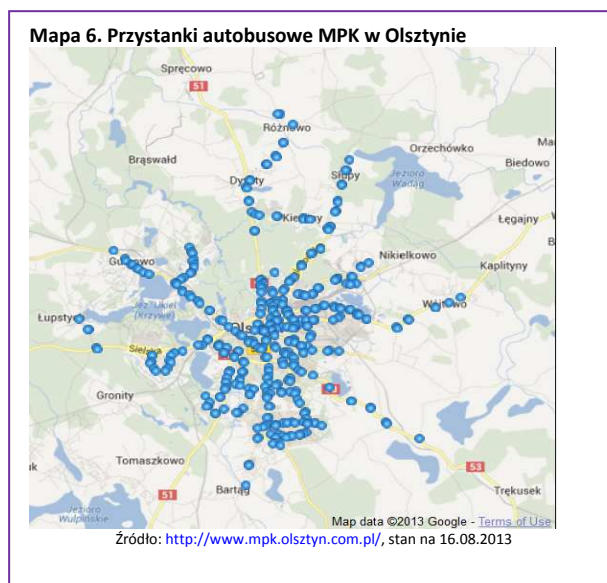 Mapa 6. Przystanki autobusowe MPK w Olsztynie
Spręcowo
51
Różnowo
Orzechówko
Brąswałd
Jezioro
Wadąg
Biedowo
Dywity
Słupy
Kieźliny
Łęgajny
Nikielkowo
Gutkowo
Kaplityny
Jez. Ukiel
(Krzywe)
Wójtowo
Łupstych
Sielska
Gronity
Tomaszkowo
53
51
Bartąg
Trękusek
Jezioro
Wulpińskie
Map data ©2013 Google - Terms of Use
Źródło: http://www.mpk.olsztyn.com.pl/, stan na 16.08.2013